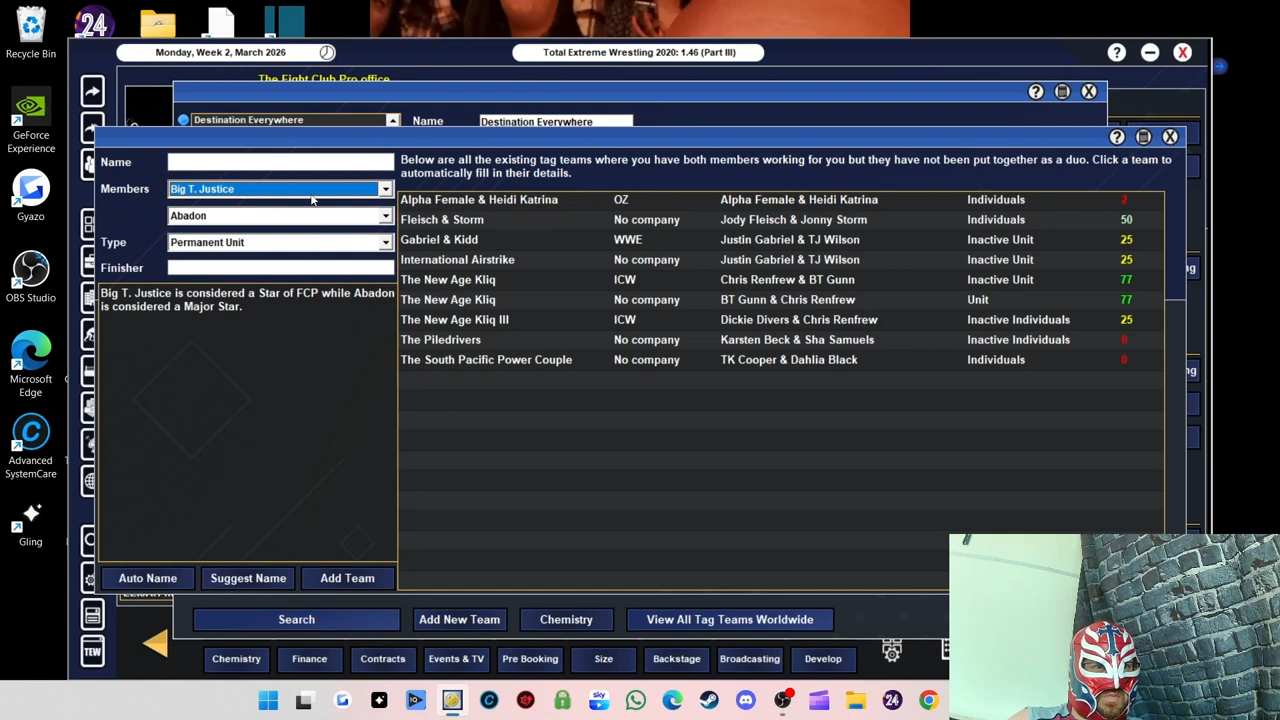 Recycle Bin
GeForce
Experience
Gyazo
OBS Studio
Microsoft
Edge
Advanced
SystemCare
Gling
24
Monday, Week 2, March 2026
Total Extreme Wrestling 2020: 1.46 (Part III)
The Fight Club Pro office
Destination Everywhere
Name
Destination Everywhere
Name
Members
Big T. Justice
Abadon
Type
Permanent Unit
Finisher
Big T. Justice is considered a Star of FCP while Abadon
is considered a Major Star.
Auto Name
Suggest Name
Add Team
Below are all the existing tag teams where you have both members working for you but they have not been put together as a duo. Click a team to
automatically fill in their details.
Alpha Female & Heidi Katrina OZ Alpha Female & Heidi Katrina Individuals 2
Fleisch & Storm No company Jody Fleisch & Jonny Storm Individuals 50
Gabriel & Kidd WWE Justin Gabriel & TJ Wilson Inactive Unit 25
International Airstrike No company Justin Gabriel & TJ Wilson Inactive Unit 25
The New Age Kliq ICW Chris Renfrew & BT Gunn Inactive Unit 77
The New Age Kliq No company BT Gunn & Chris Renfrew Unit 77
The New Age Kliq III ICW Dickie Divers & Chris Renfrew Inactive Individuals 25
The Piledrivers No company Karsten Beck & Sha Samuels Inactive Individuals 0
The South Pacific Power Couple No company TK Cooper & Dahlia Black Individuals 0
Search
Add New Team
Chemistry
View All Tag Teams Worldwide
TEW
Chemistry
Finance
Contracts
Events & TV
Pre Booking
Size
Backstage
Broadcasting
Develop
sky
24